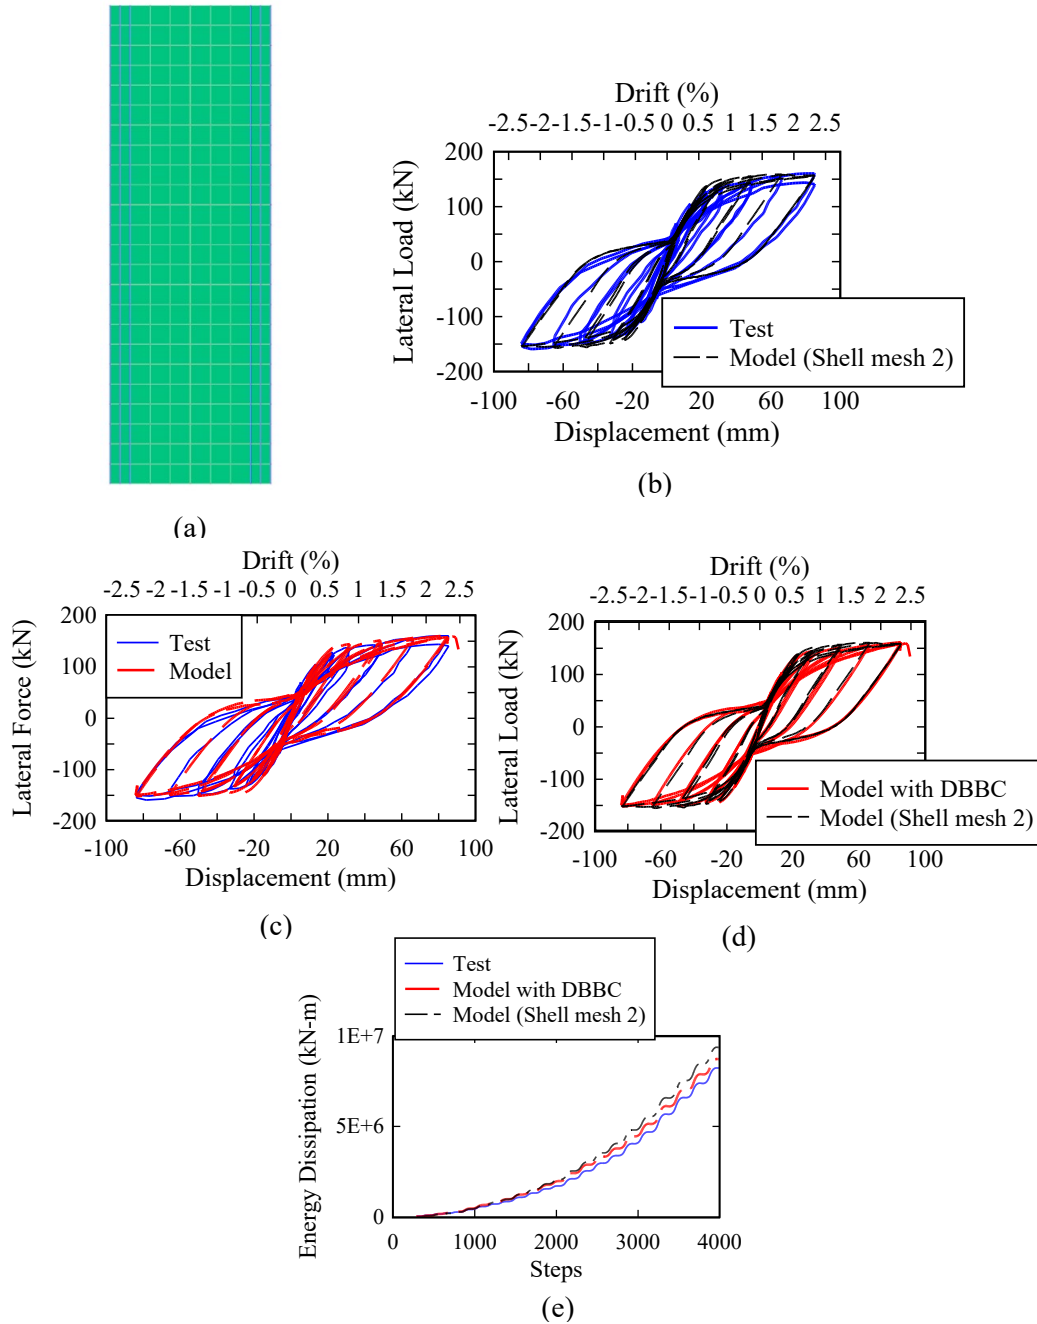 Drift (%)
-2.5-2-1.5-1-0.5 0 0.5 1 1.5 2 2.5
200
100
0
-100
-200
Lateral Load (kN)
Test
Model (Shell mesh 2)
-100 -60 -20 20 60 100
Displacement (mm)
(b)
(a)
Drift (%)
-2.5 -2 -1.5 -1 -0.5 0 0.5 1 1.5 2 2.5
200
100
0
-100
-200
Lateral Force (kN)
Test
Model
-100 -60 -20 20 60 100
Displacement (mm)
(c)
Drift (%)
-2.5-2-1.5-1-0.5 0 0.5 1 1.5 2 2.5
200
100
0
-100
-200
Lateral Load (kN)
Model with DBBC
Model (Shell mesh 2)
-100 -60 -20 20 60 100
Displacement (mm)
(d)
Test
Model with DBBC
Model (Shell mesh 2)
1E+7
5E+6
0
Energy Dissipation (kN-m)
0 1000 2000 3000 4000
Steps
(e)